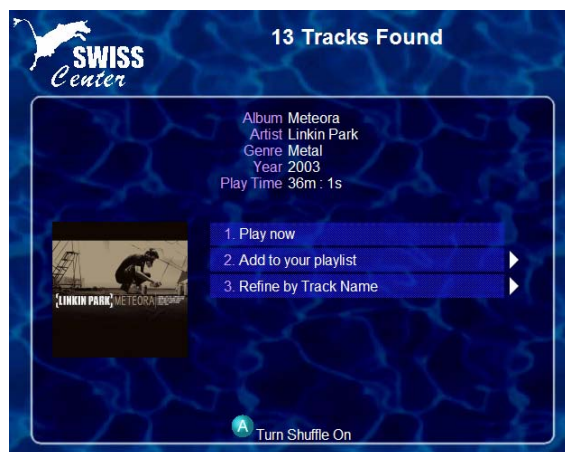 SWISS
Center
13 Tracks Found
Album Meteora
Artist Linkin Park
Genre Metal
Year 2003
Play Time 36m : 1s
1. Play now
2. Add to your playlist
3. Refine by Track Name
[LINKIN PARK] METEORA
A Turn Shuffle On